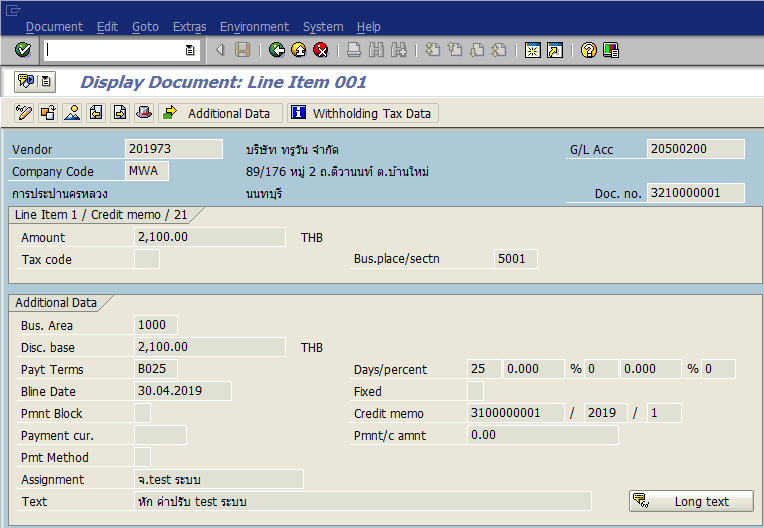 Document Edit Goto Extras Environment System Help
Display Document: Line Item 001
Additional Data Withholding Tax Data
Vendor 201973 บริษัท ทรูวัน จำกัด G/L Acc 20500200
Company Code MWA 89/176 หมู่ 2 ถ.ติวานนท์ ต.บ้านใหม่
การประปานครหลวง นนทบุรี Doc. no. 3210000001
Line Item 1 / Credit memo / 21
Amount 2,100.00 THB
Tax code Bus.place/sectn 5001
Additional Data
Bus. Area 1000
Disc. base 2,100.00 THB
Payt Terms B025 Days/percent 25 0.000 % 0 0.000 % 0
Bline Date 30.04.2019 Fixed
Pmnt Block Credit memo 3100000001 / 2019 / 1
Payment cur. Pmnt/c amnt 0.00
Pmt Method
Assignment จ.test ระบบ
Text หัก ค่าปรับ test ระบบ Long text